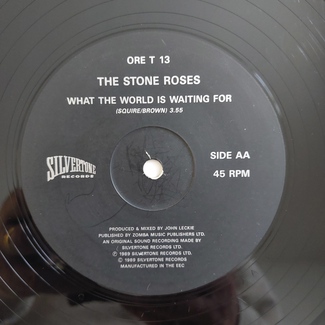 ORE T 13
THE STONE ROSES
WHAT THE WORLD IS WAITING FOR
(SQUIRE/BROWN) 3.55
SILVERTONE
RECORDS
SIDE AA
45 RPM
PRODUCED & MIXED BY JOHN LECKIE
PUBLISHED BY ZOMBA MUSIC PUBLISHERS LTD.
AN ORIGINAL SOUND RECORDING MADE BY
SILVERTONE RECORDS LTD.
Ⓟ 1989 SILVERTONE RECORDS
© 1989 SILVERTONE RECORDS
MANUFACTURED IN THE EEC